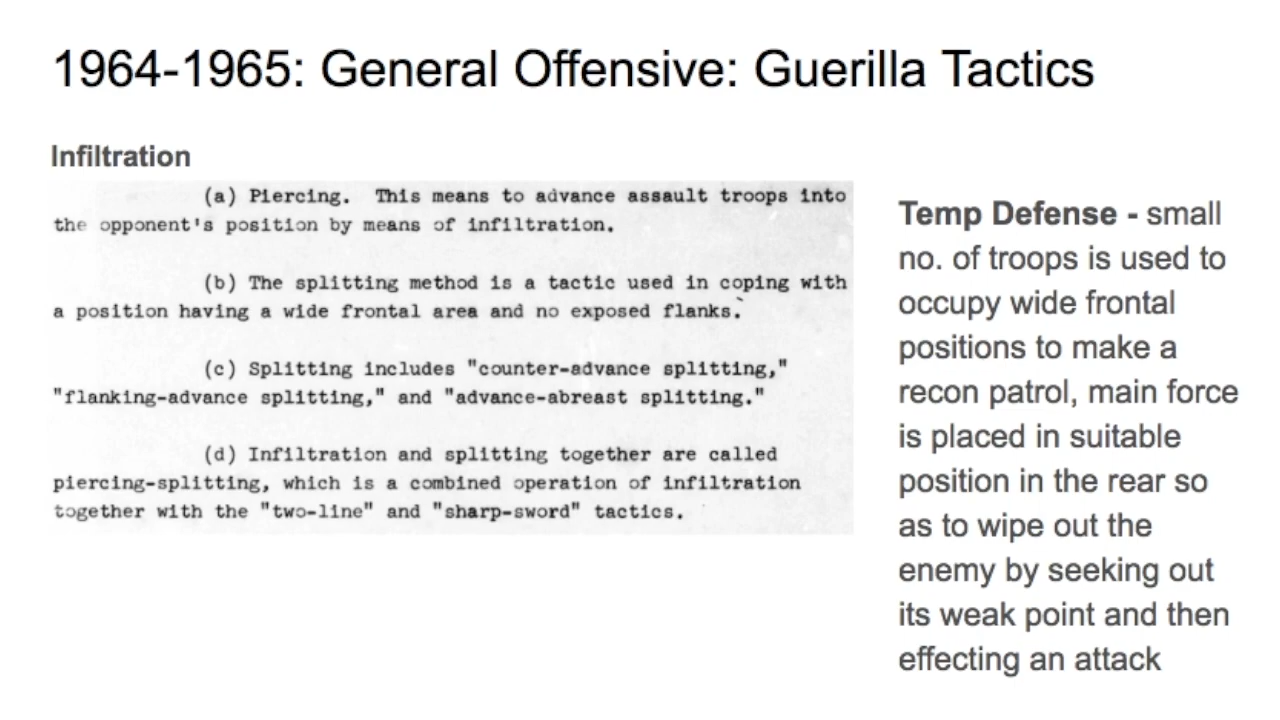 1964-1965: General Offensive: Guerilla Tactics
Infiltration
(a) Piercing. This means to advance assault troops into
the opponent's position by means of infiltration.
(b) The splitting method is a tactic used in coping with
a position having a wide frontal area and no exposed flanks.
(c) Splitting includes "counter-advance splitting,"
"flanking-advance splitting," and "advance-abreast splitting."
(d) Infiltration and splitting together are called
piercing-splitting, which is a combined operation of infiltration
together with the "two-line" and "sharp-sword" tactics.
Temp Defense - small
no. of troops is used to
occupy wide frontal
positions to make a
recon patrol, main force
is placed in suitable
position in the rear so
as to wipe out the
enemy by seeking out
its weak point and then
effecting an attack